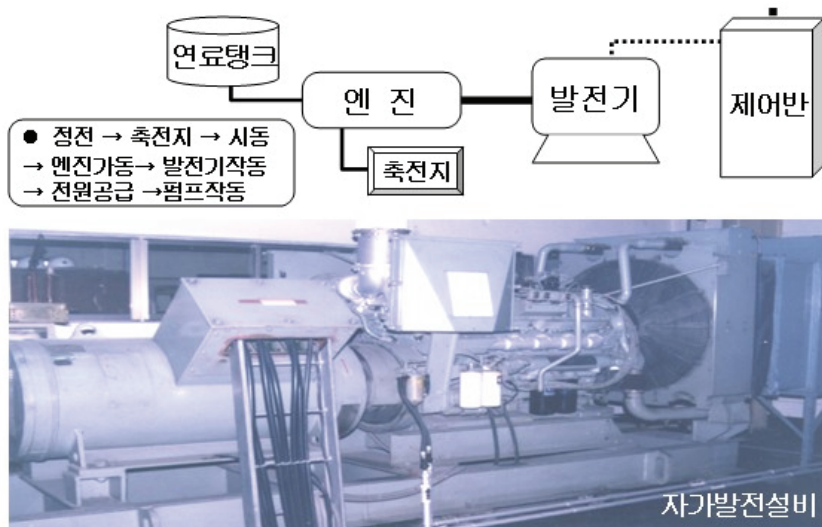 연료탱크
엔 진
발전기
제어반
축전지
● 정전 → 축전지 → 시동
→ 엔진가동→ 발전기작동
→ 전원공급 →펌프작동
자가발전설비